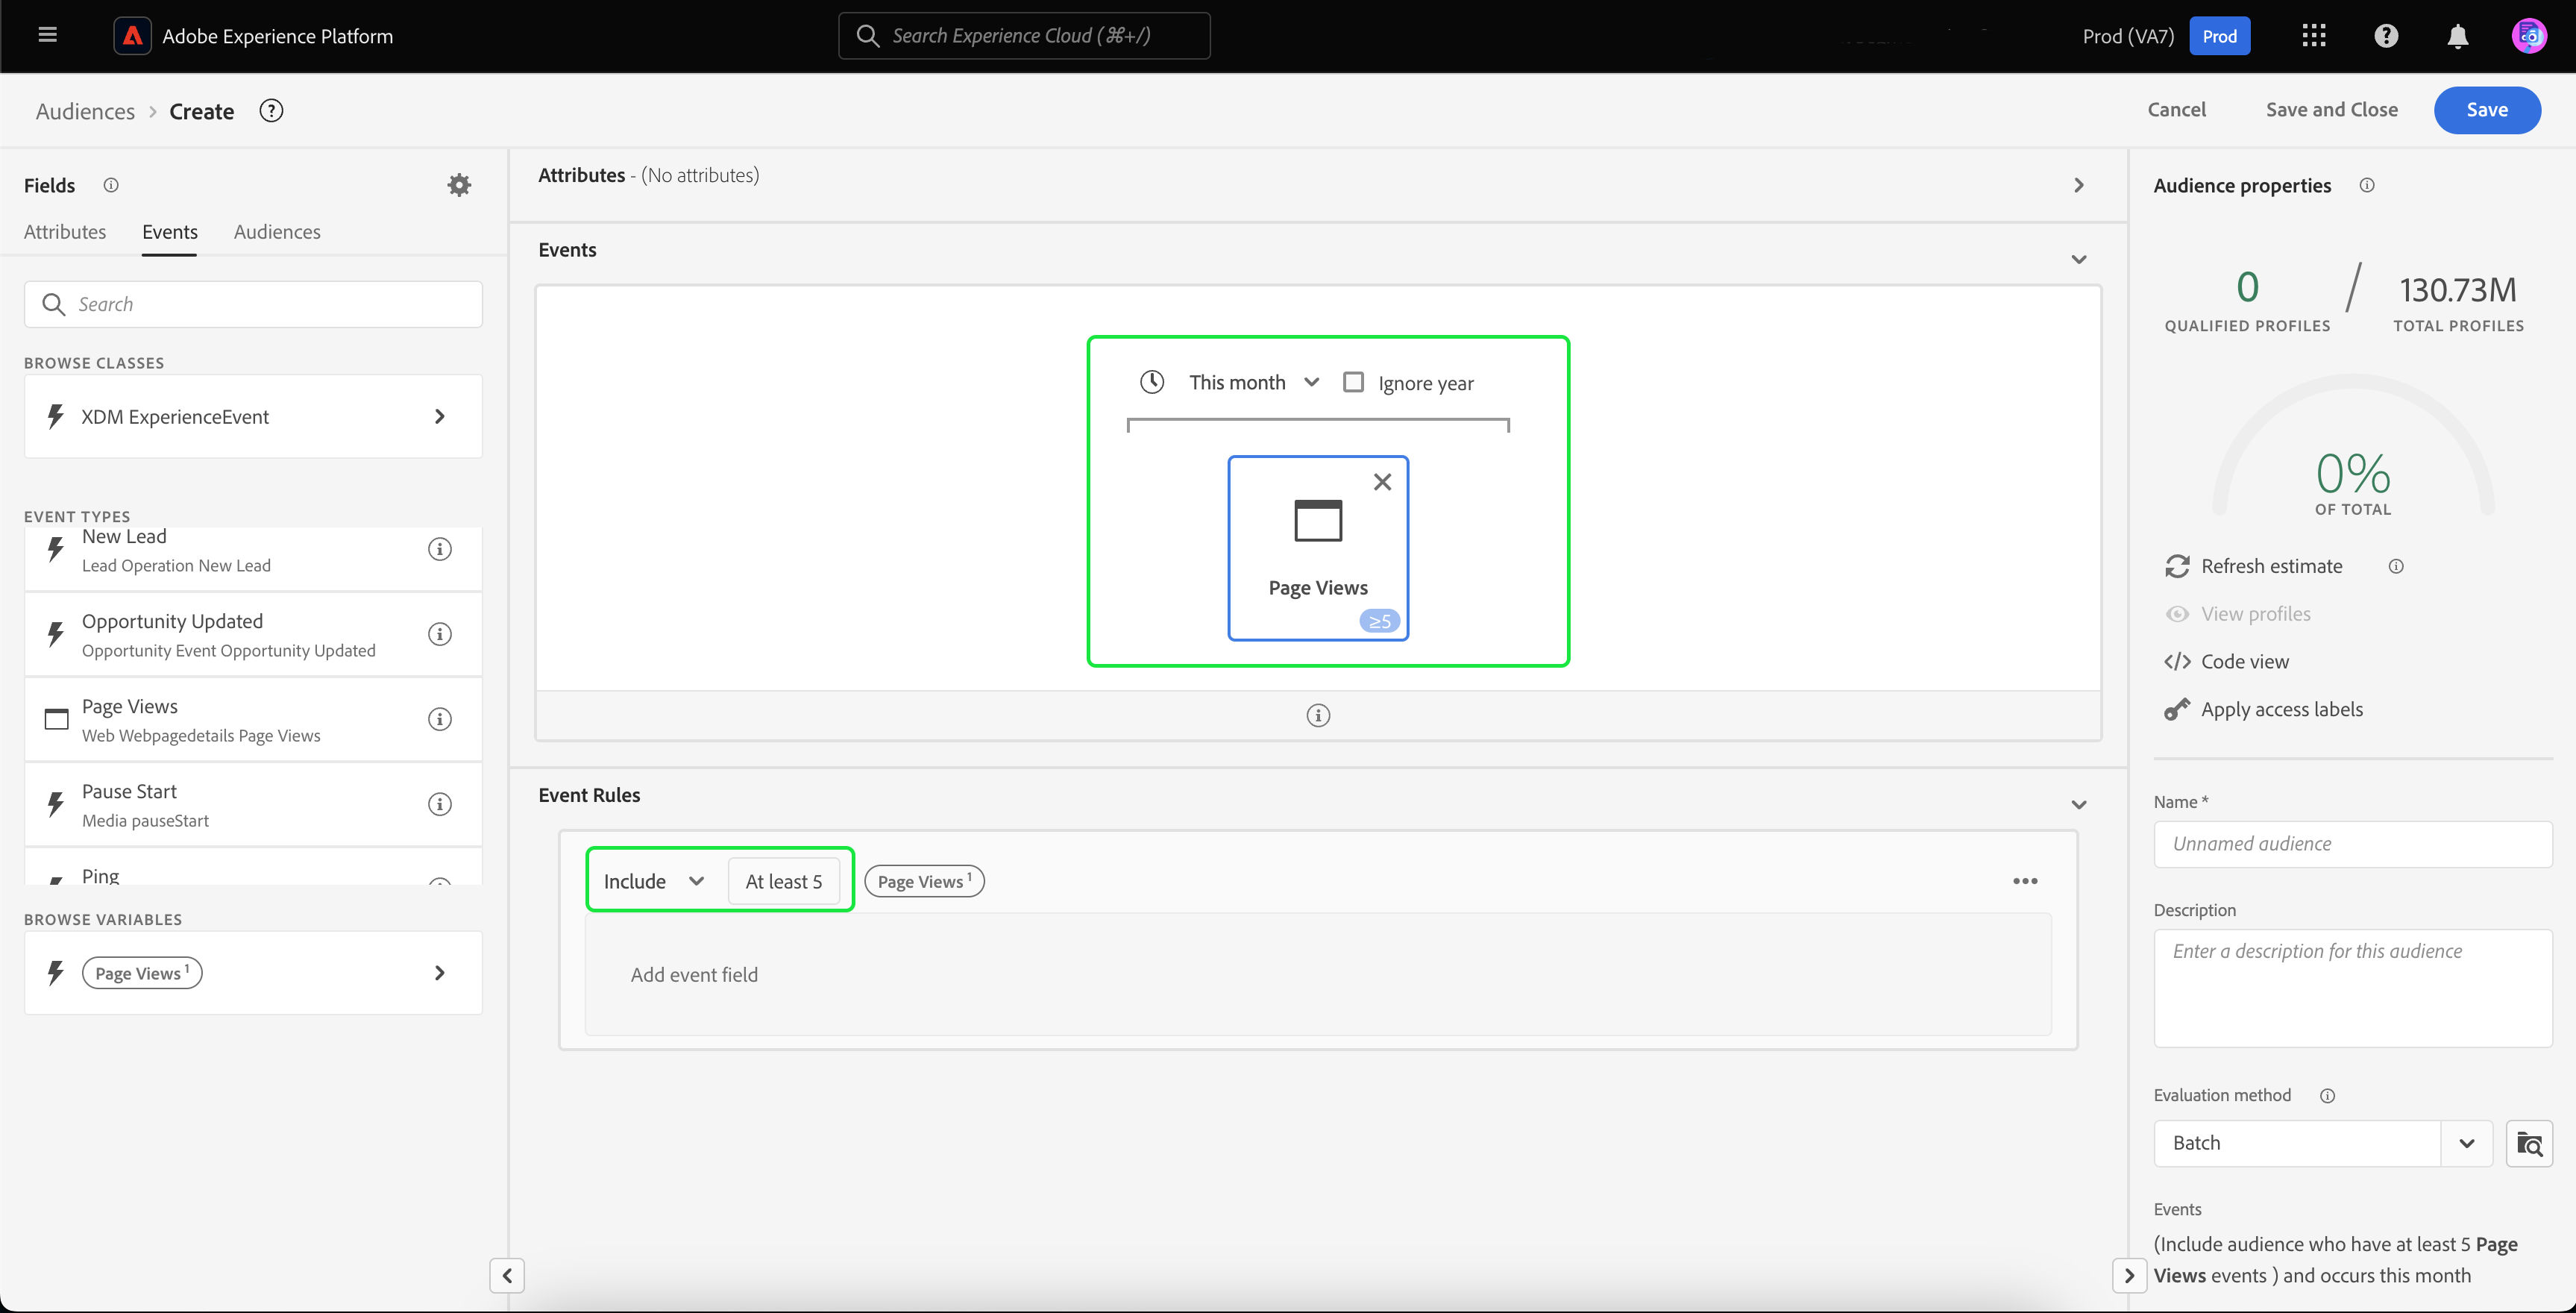 Adobe Experience Platform
Search Experience Cloud (⌘+/)
Prod (VA7)
Prod
Audiences > Create
Cancel
Save and Close
Save
Fields
Attributes
Events
Audiences
Search
BROWSE CLASSES
XDM ExperienceEvent
EVENT TYPES
New Lead
Lead Operation New Lead
Opportunity Updated
Opportunity Event Opportunity Updated
Page Views
Web Webpagedetails Page Views
Pause Start
Media pauseStart
Ping
BROWSE VARIABLES
Page Views 1
Attributes - (No attributes)
Events
This month
Ignore year
Page Views
≥5
Event Rules
Include
At least 5
Page Views 1
Add event field
Audience properties
0 / 130.73M
QUALIFIED PROFILES
TOTAL PROFILES
0%
OF TOTAL
Refresh estimate
View profiles
Code view
Apply access labels
Name *
Unnamed audience
Description
Enter a description for this audience
Evaluation method
Batch
Events
(Include audience who have at least 5 Page
Views events ) and occurs this month